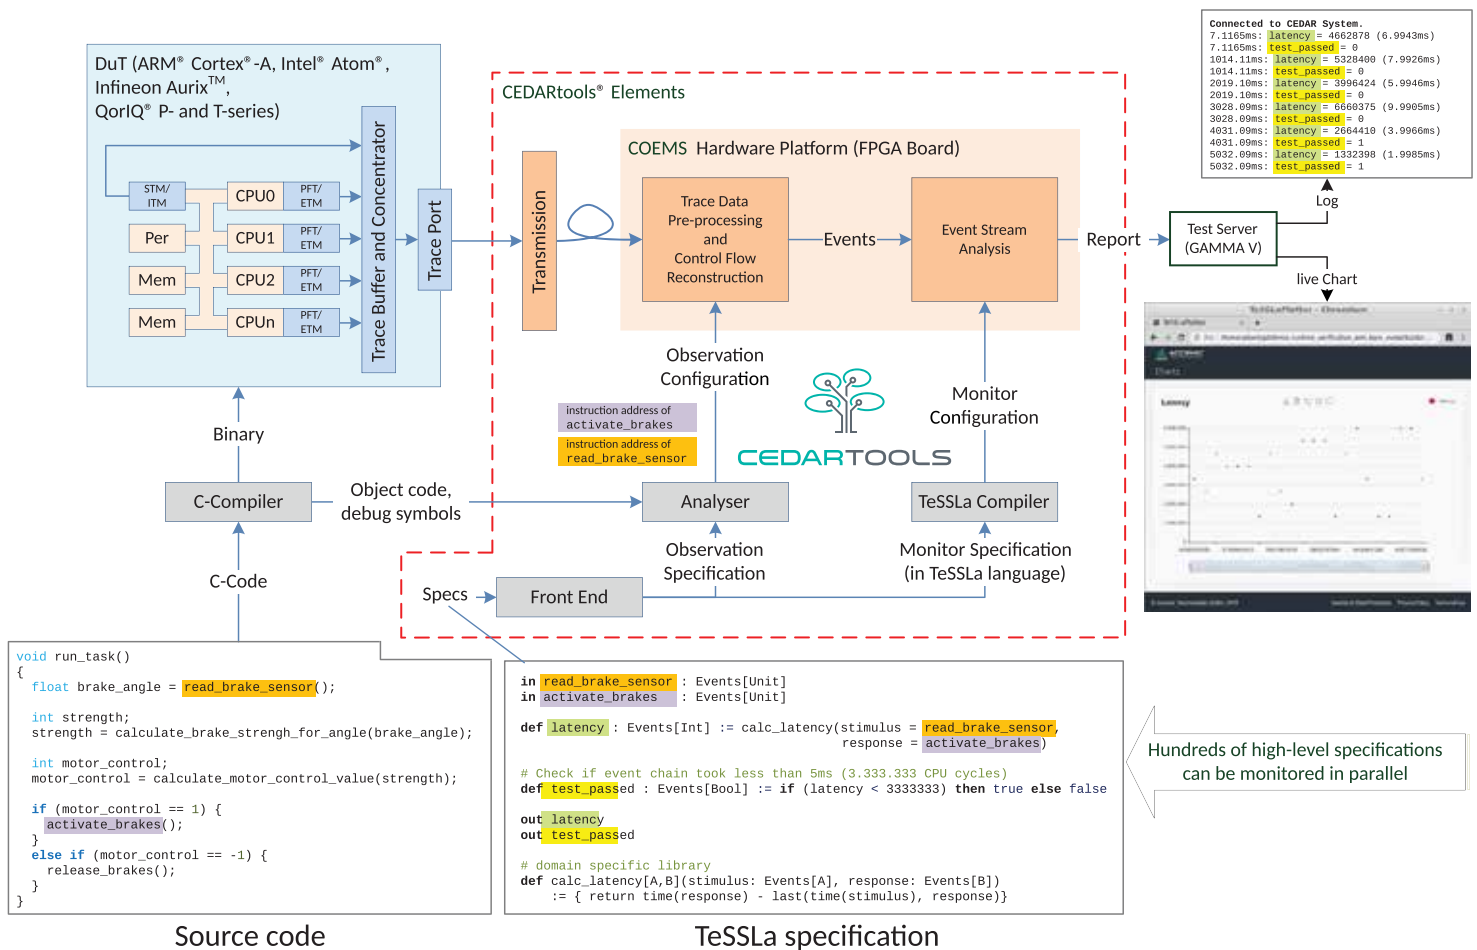 DuT (ARM® Cortex®-A, Intel® Atom®,
Infineon Aurix™,
QorIQ® P- and T-series)
STM/
ITM
Per
Mem
Mem
CPU0
CPU1
CPU2
CPUn
PFT/
ETM
PFT/
ETM
PFT/
ETM
PFT/
ETM
Trace Buffer and Concentrator
Trace Port
CEDARtools® Elements
Transmission
COEMS Hardware Platform (FPGA Board)
Trace Data
Pre-processing
and
Control Flow
Reconstruction
Events
Event Stream
Analysis
Report
Test Server
(GAMMA V)
Log
live Chart
Connected to CEDAR System.
7.1165ms: latency = 4662878 (6.9943ms)
7.1165ms: test_passed = 0
1014.11ms: latency = 5328400 (7.9926ms)
1014.11ms: test_passed = 0
2019.10ms: latency = 3996424 (5.9946ms)
2019.10ms: test_passed = 0
3028.09ms: latency = 6660375 (9.9905ms)
3028.09ms: test_passed = 0
4031.09ms: latency = 2664410 (3.9966ms)
4031.09ms: test_passed = 1
5032.09ms: latency = 1332398 (1.9985ms)
5032.09ms: test_passed = 1
Latency
Observation
Configuration
Monitor
Configuration
instruction address of
activate_brakes
instruction address of
read_brake_sensor
CEDARTOOLS
Binary
C-Compiler
Object code,
debug symbols
Analyser
TeSSLa Compiler
C-Code
Observation
Specification
Monitor Specification
(in TeSSLa language)
Specs
Front End
void run_task()
{
float brake_angle = read_brake_sensor();
int strength;
strength = calculate_brake_strengh_for_angle(brake_angle);
int motor_control;
motor_control = calculate_motor_control_value(strength);
if (motor_control == 1) {
activate_brakes();
}
else if (motor_control == -1) {
release_brakes();
}
}
Source code
in read_brake_sensor : Events[Unit]
in activate_brakes : Events[Unit]
def latency : Events[Int] := calc_latency(stimulus = read_brake_sensor,
response = activate_brakes)
# Check if event chain took less than 5ms (3.333.333 CPU cycles)
def test_passed : Events[Bool] := if (latency < 3333333) then true else false
out latency
out test_passed
# domain specific library
def calc_latency[A,B](stimulus: Events[A], response: Events[B])
:= { return time(response) - last(time(stimulus), response)}
TeSSLa specification
Hundreds of high-level specifications
can be monitored in parallel